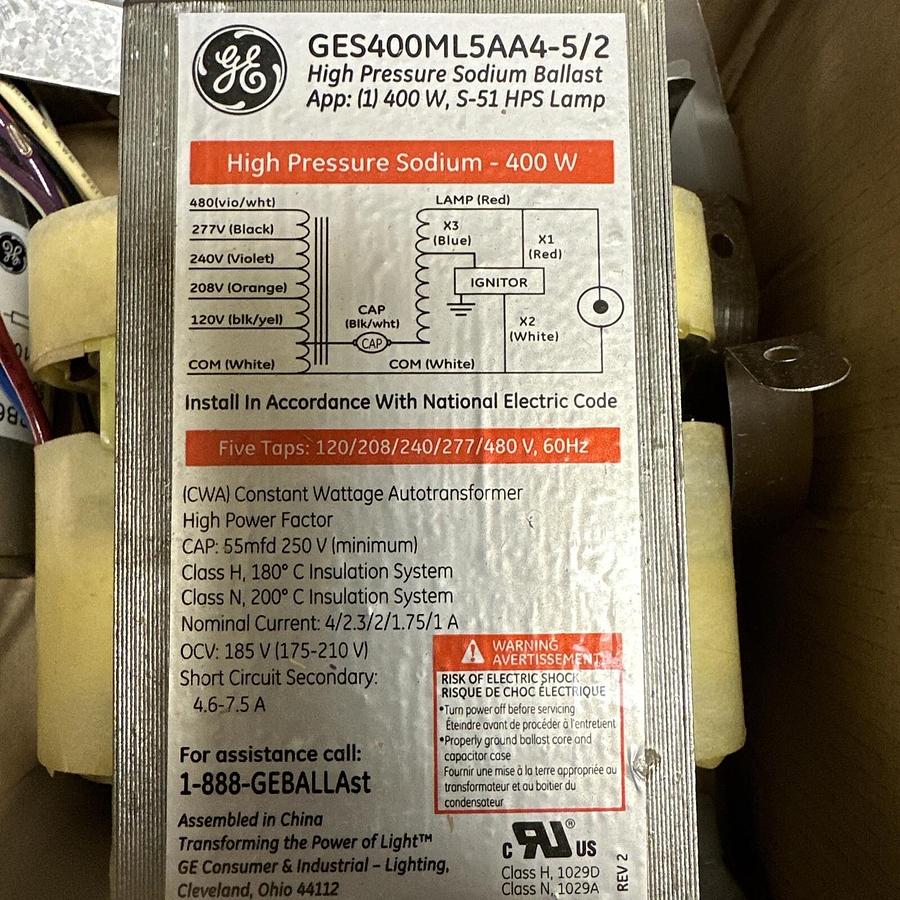 GE
GES400ML5AA4-5/2
High Pressure Sodium Ballast
App: (1) 400 W, S-51 HPS Lamp
High Pressure Sodium - 400 W
480(vio/wht)
277V (Black)
240V (Violet)
208V (Orange)
120V (blk/yel)
COM (White)
CAP
(Blk/wht)
CAP
LAMP (Red)
X3
(Blue)
X1
(Red)
IGNITOR
X2
(White)
COM (White)
Install In Accordance With National Electric Code
Five Taps: 120/208/240/277/480 V, 60Hz
(CWA) Constant Wattage Autotransformer
High Power Factor
CAP: 55mfd 250 V (minimum)
Class H, 180° C Insulation System
Class N, 200° C Insulation System
Nominal Current: 4/2.3/2/1.75/1 A
OCV: 185 V (175-210 V)
Short Circuit Secondary:
4.6-7.5 A
WARNING
AVERTISSEMENT
RISK OF ELECTRIC SHOCK
RISQUE DE CHOC ÉLECTRIQUE
•Turn power off before servicing
Éteindre avant de procéder à l'entretient
•Properly ground ballast core and
capacitor case
Fournir une mise à la terre appropriée au
transformateur et au boitier du
condensateur
For assistance call:
1-888-GEBALLAst
Assembled in China
Transforming the Power of Light™
GE Consumer & Industrial – Lighting,
Cleveland, Ohio 44112
c RU® US
Class H, 1029D
Class N, 1029A
REV 2
GE